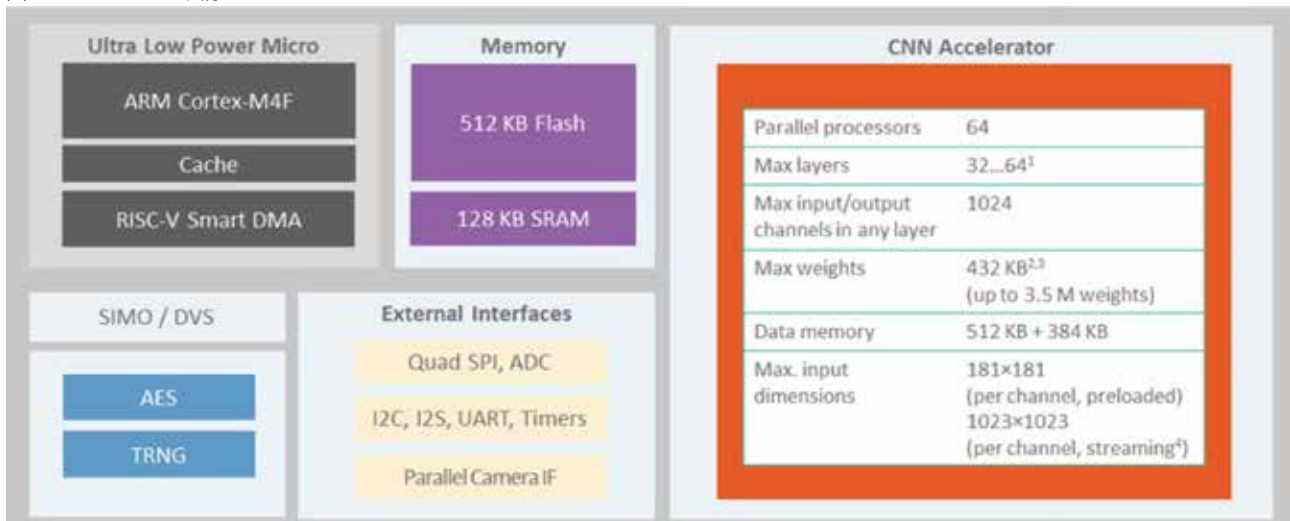 Ultra Low Power Micro
ARM Cortex-M4F
Cache
RISC-V Smart DMA
Memory
512 KB Flash
128 KB SRAM
CNN Accelerator
Parallel processors 64
Max layers 32...64¹
Max input/output 1024
channels in any layer
Max weights 432 KB²,³
(up to 3.5 M weights)
Data memory 512 KB + 384 KB
Max. input 181×181
dimensions (per channel, preloaded)
1023×1023
(per channel, streaming⁴)
SIMO / DVS
AES
TRNG
External Interfaces
Quad SPI, ADC
I2C, I2S, UART, Timers
Parallel Camera IF